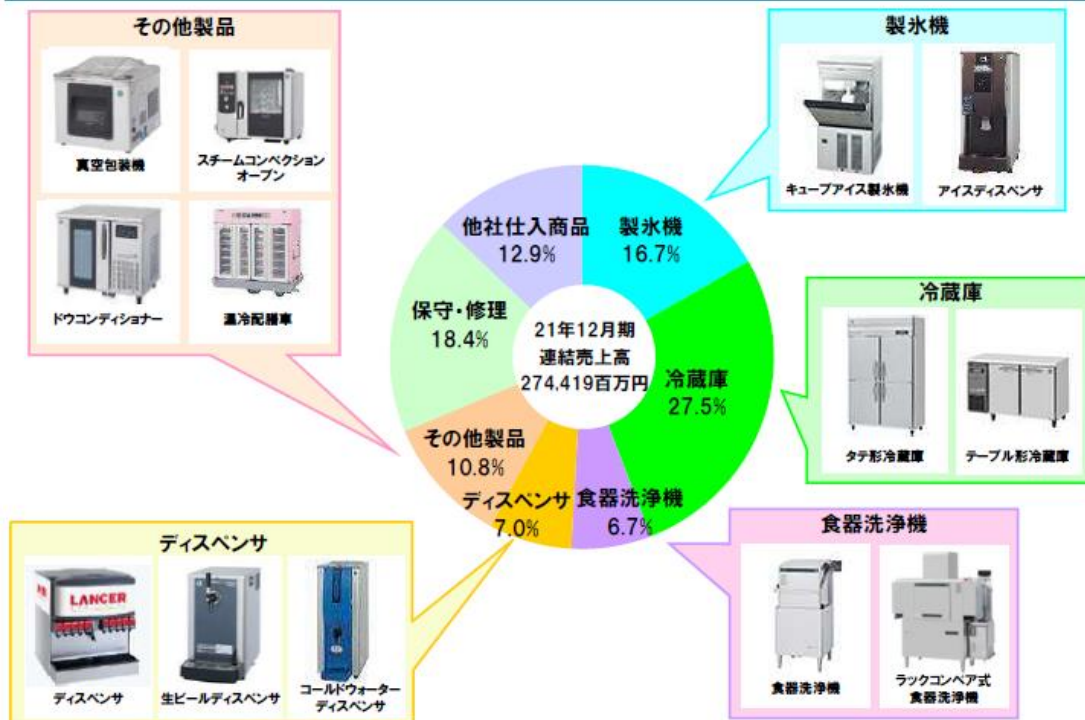 その他製品
真空包装機
スチームコンベクション
オーブン
ドウコンディショナー
温冷配膳車
製氷機
キューブアイス製氷機
アイスディスペンサ
他社仕入商品
12.9%
製氷機
16.7%
保守・修理
18.4%
21年12月期
連結売上高
274,419百万円
冷蔵庫
27.5%
その他製品
10.8%
ディスペンサ
7.0%
食器洗浄機
6.7%
冷蔵庫
タテ形冷蔵庫
テーブル形冷蔵庫
ディスペンサ
LANCER
ディスペンサ
生ビールディスペンサ
コールドウォーター
ディスペンサ
食器洗浄機
食器洗浄機
ラックコンベア式
食器洗浄機